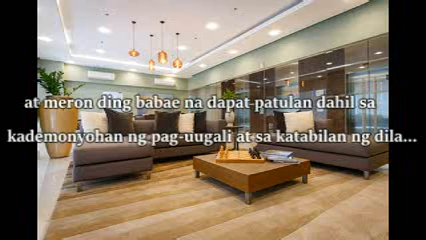 at meron ding babae na dapat patulan dahil sa
kademonyohan ng pag-uugali at sa katabilan ng dila...